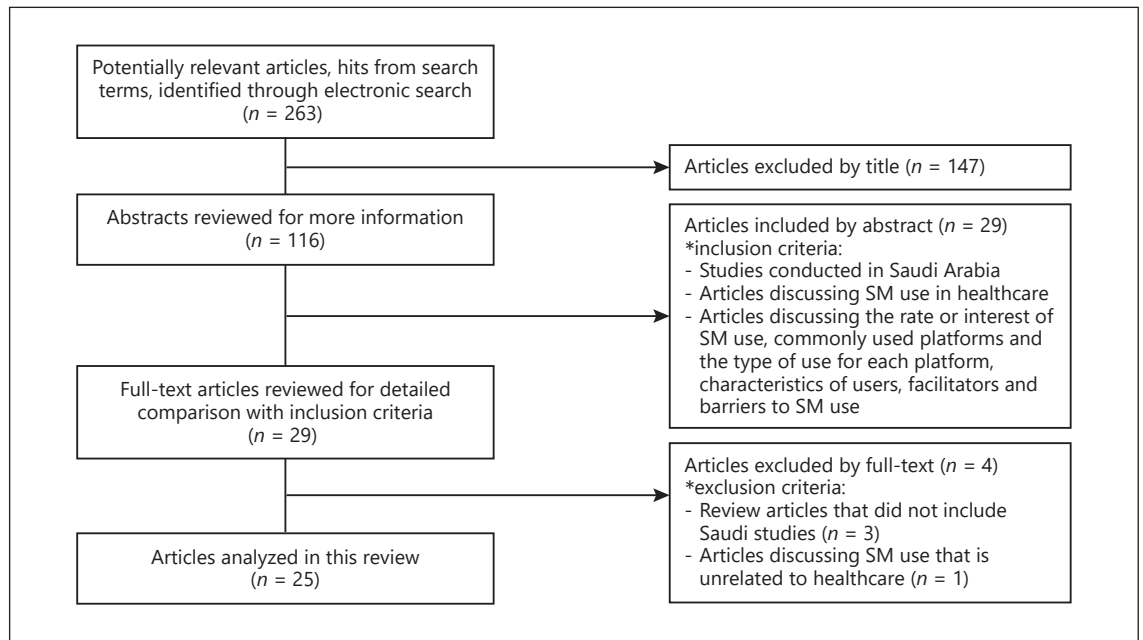 Potentially relevant articles, hits from search
terms, identified through electronic search
(n = 263)
Articles excluded by title (n = 147)
Abstracts reviewed for more information
(n = 116)
Articles included by abstract (n = 29)
*inclusion criteria:
- Studies conducted in Saudi Arabia
- Articles discussing SM use in healthcare
- Articles discussing the rate or interest of
SM use, commonly used platforms and
the type of use for each platform,
characteristics of users, facilitators and
barriers to SM use
Full-text articles reviewed for detailed
comparison with inclusion criteria
(n = 29)
Articles excluded by full-text (n = 4)
*exclusion criteria:
- Review articles that did not include
Saudi studies (n = 3)
- Articles discussing SM use that is
unrelated to healthcare (n = 1)
Articles analyzed in this review
(n = 25)